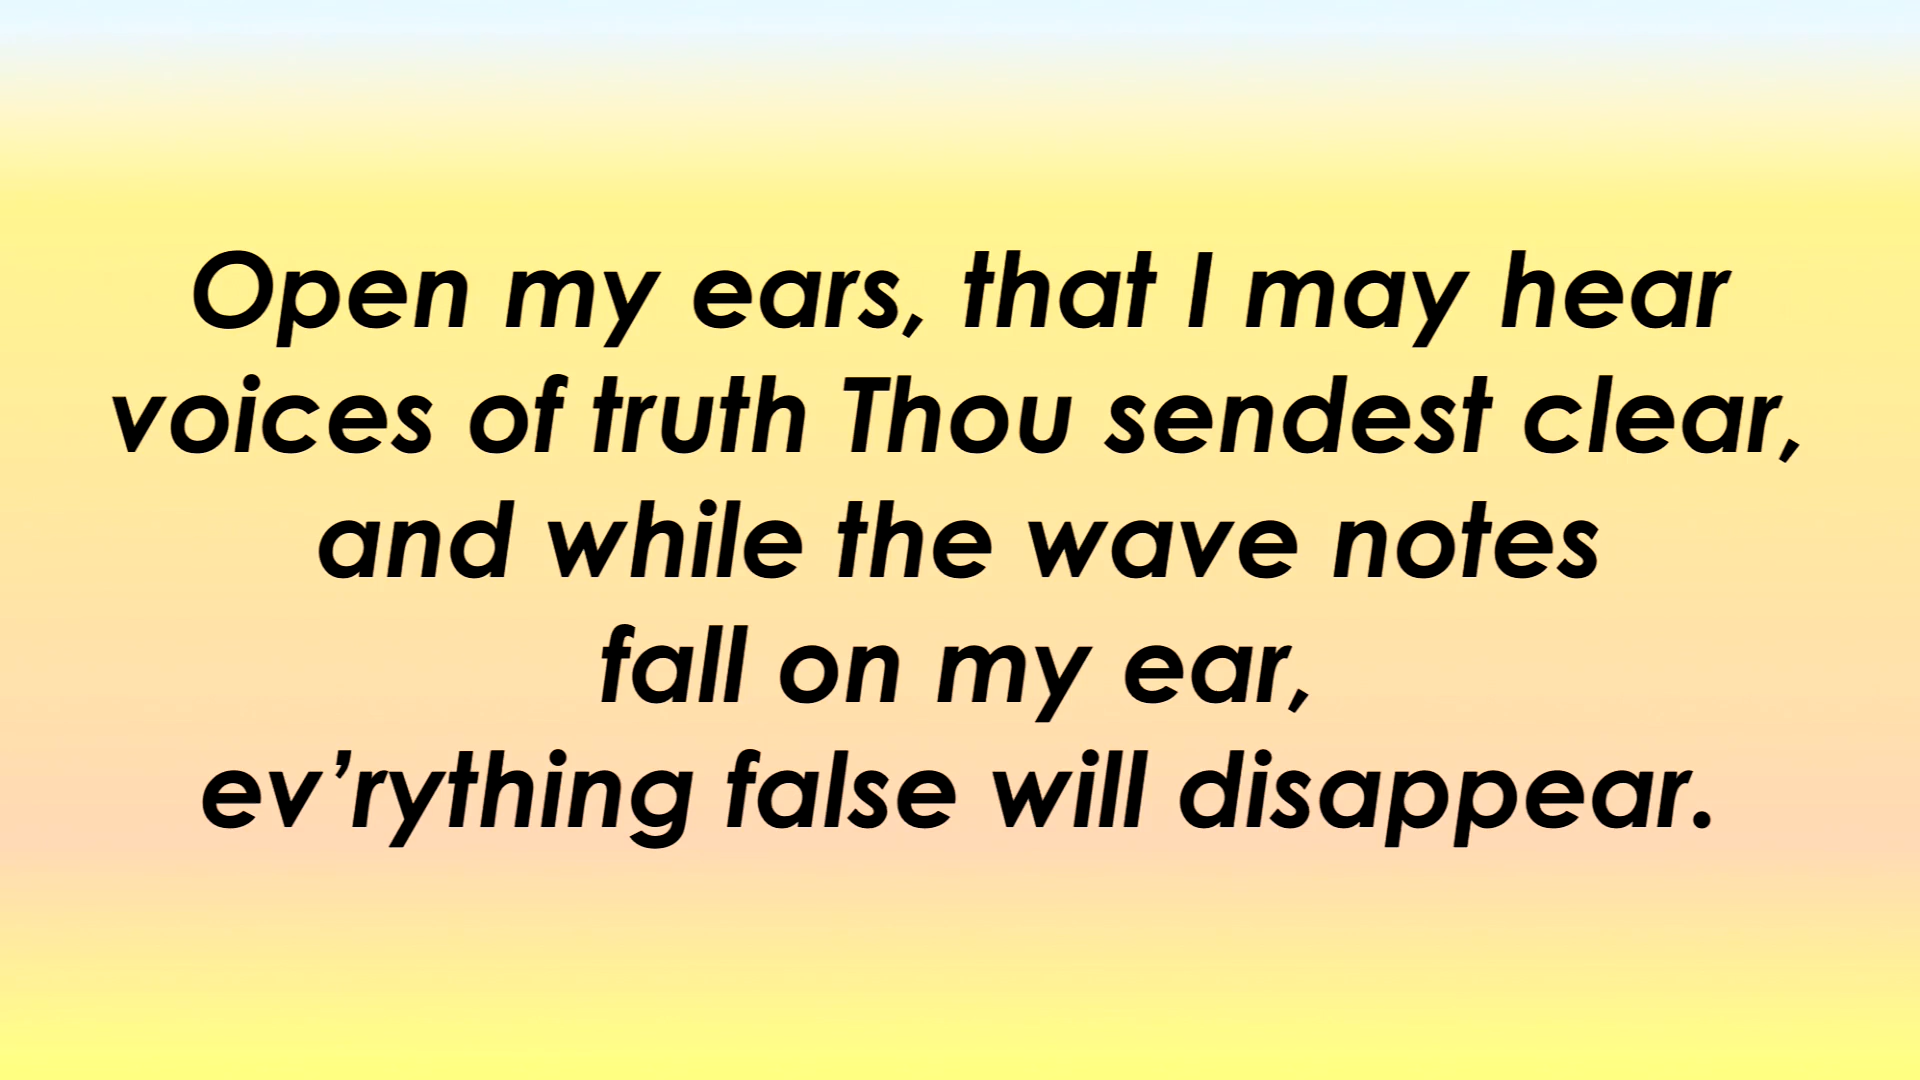 Open my ears, that I may hear
voices of truth Thou sendest clear,
and while the wave notes
fall on my ear,
ev’rything false will disappear.